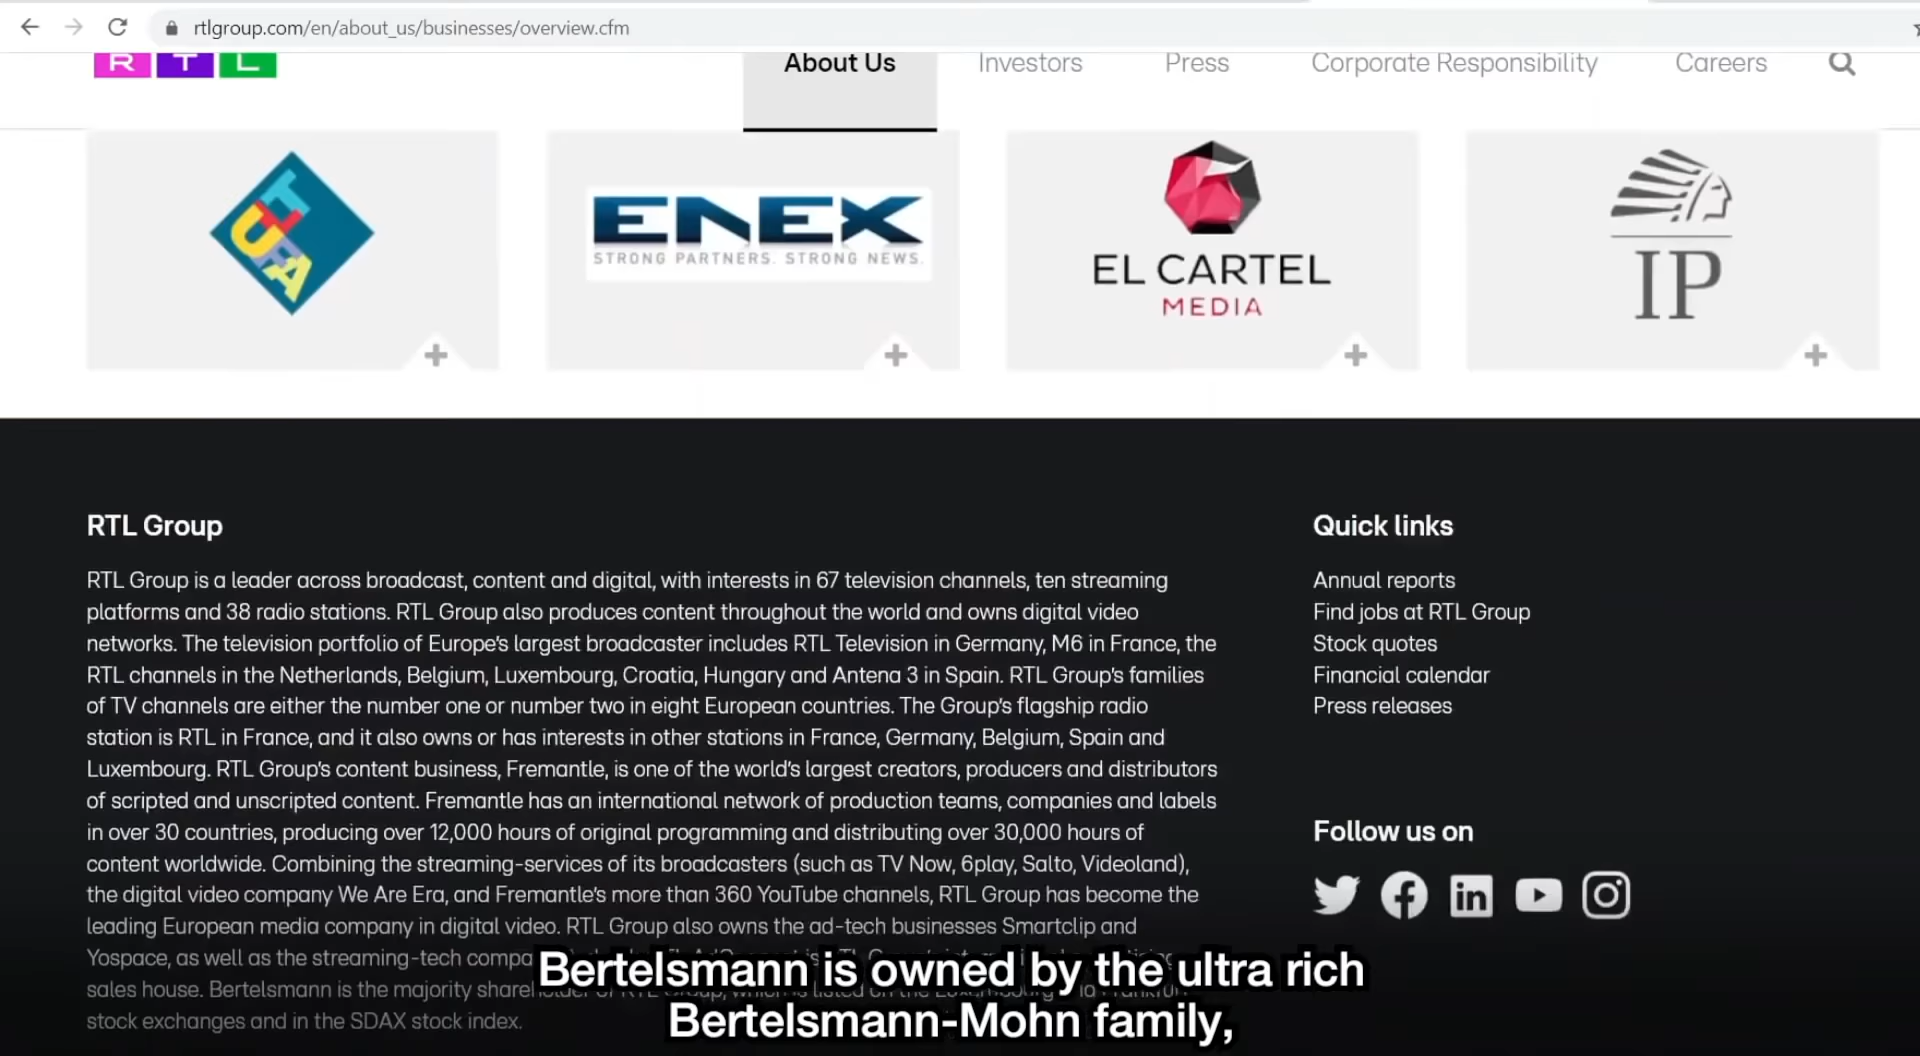 rtlgroup.com/en/about_us/businesses/overview.cfm
RTL
About Us
Investors
Press
Corporate Responsibility
Careers
UFA
ENEX
STRONG PARTNERS. STRONG NEWS.
EL CARTEL
MEDIA
IP
RTL Group
RTL Group is a leader across broadcast, content and digital, with interests in 67 television channels, ten streaming
platforms and 38 radio stations. RTL Group also produces content throughout the world and owns digital video
networks. The television portfolio of Europe's largest broadcaster includes RTL Television in Germany, M6 in France, the
RTL channels in the Netherlands, Belgium, Luxembourg, Croatia, Hungary and Antena 3 in Spain. RTL Group's families
of TV channels are either the number one or number two in eight European countries. The Group's flagship radio
station is RTL in France, and it also owns or has interests in other stations in France, Germany, Belgium, Spain and
Luxembourg. RTL Group's content business, Fremantle, is one of the world's largest creators, producers and distributors
of scripted and unscripted content. Fremantle has an international network of production teams, companies and labels
in over 30 countries, producing over 12,000 hours of original programming and distributing over 30,000 hours of
content worldwide. Combining the streaming-services of its broadcasters (such as TV Now, 6play, Salto, Videoland),
the digital video company We Are Era, and Fremantle's more than 360 YouTube channels, RTL Group has become the
leading European media company in digital video. RTL Group also owns the ad-tech businesses Smartclip and
Yospace, as well as the streaming-tech
sales house. Bertelsmann is the majority
stock exchanges and in the SDAX stock index.
Quick links
Annual reports
Find jobs at RTL Group
Stock quotes
Financial calendar
Press releases
Follow us on
in
Bertelsmann is owned by the ultra rich
Bertelsmann-Mohn family,